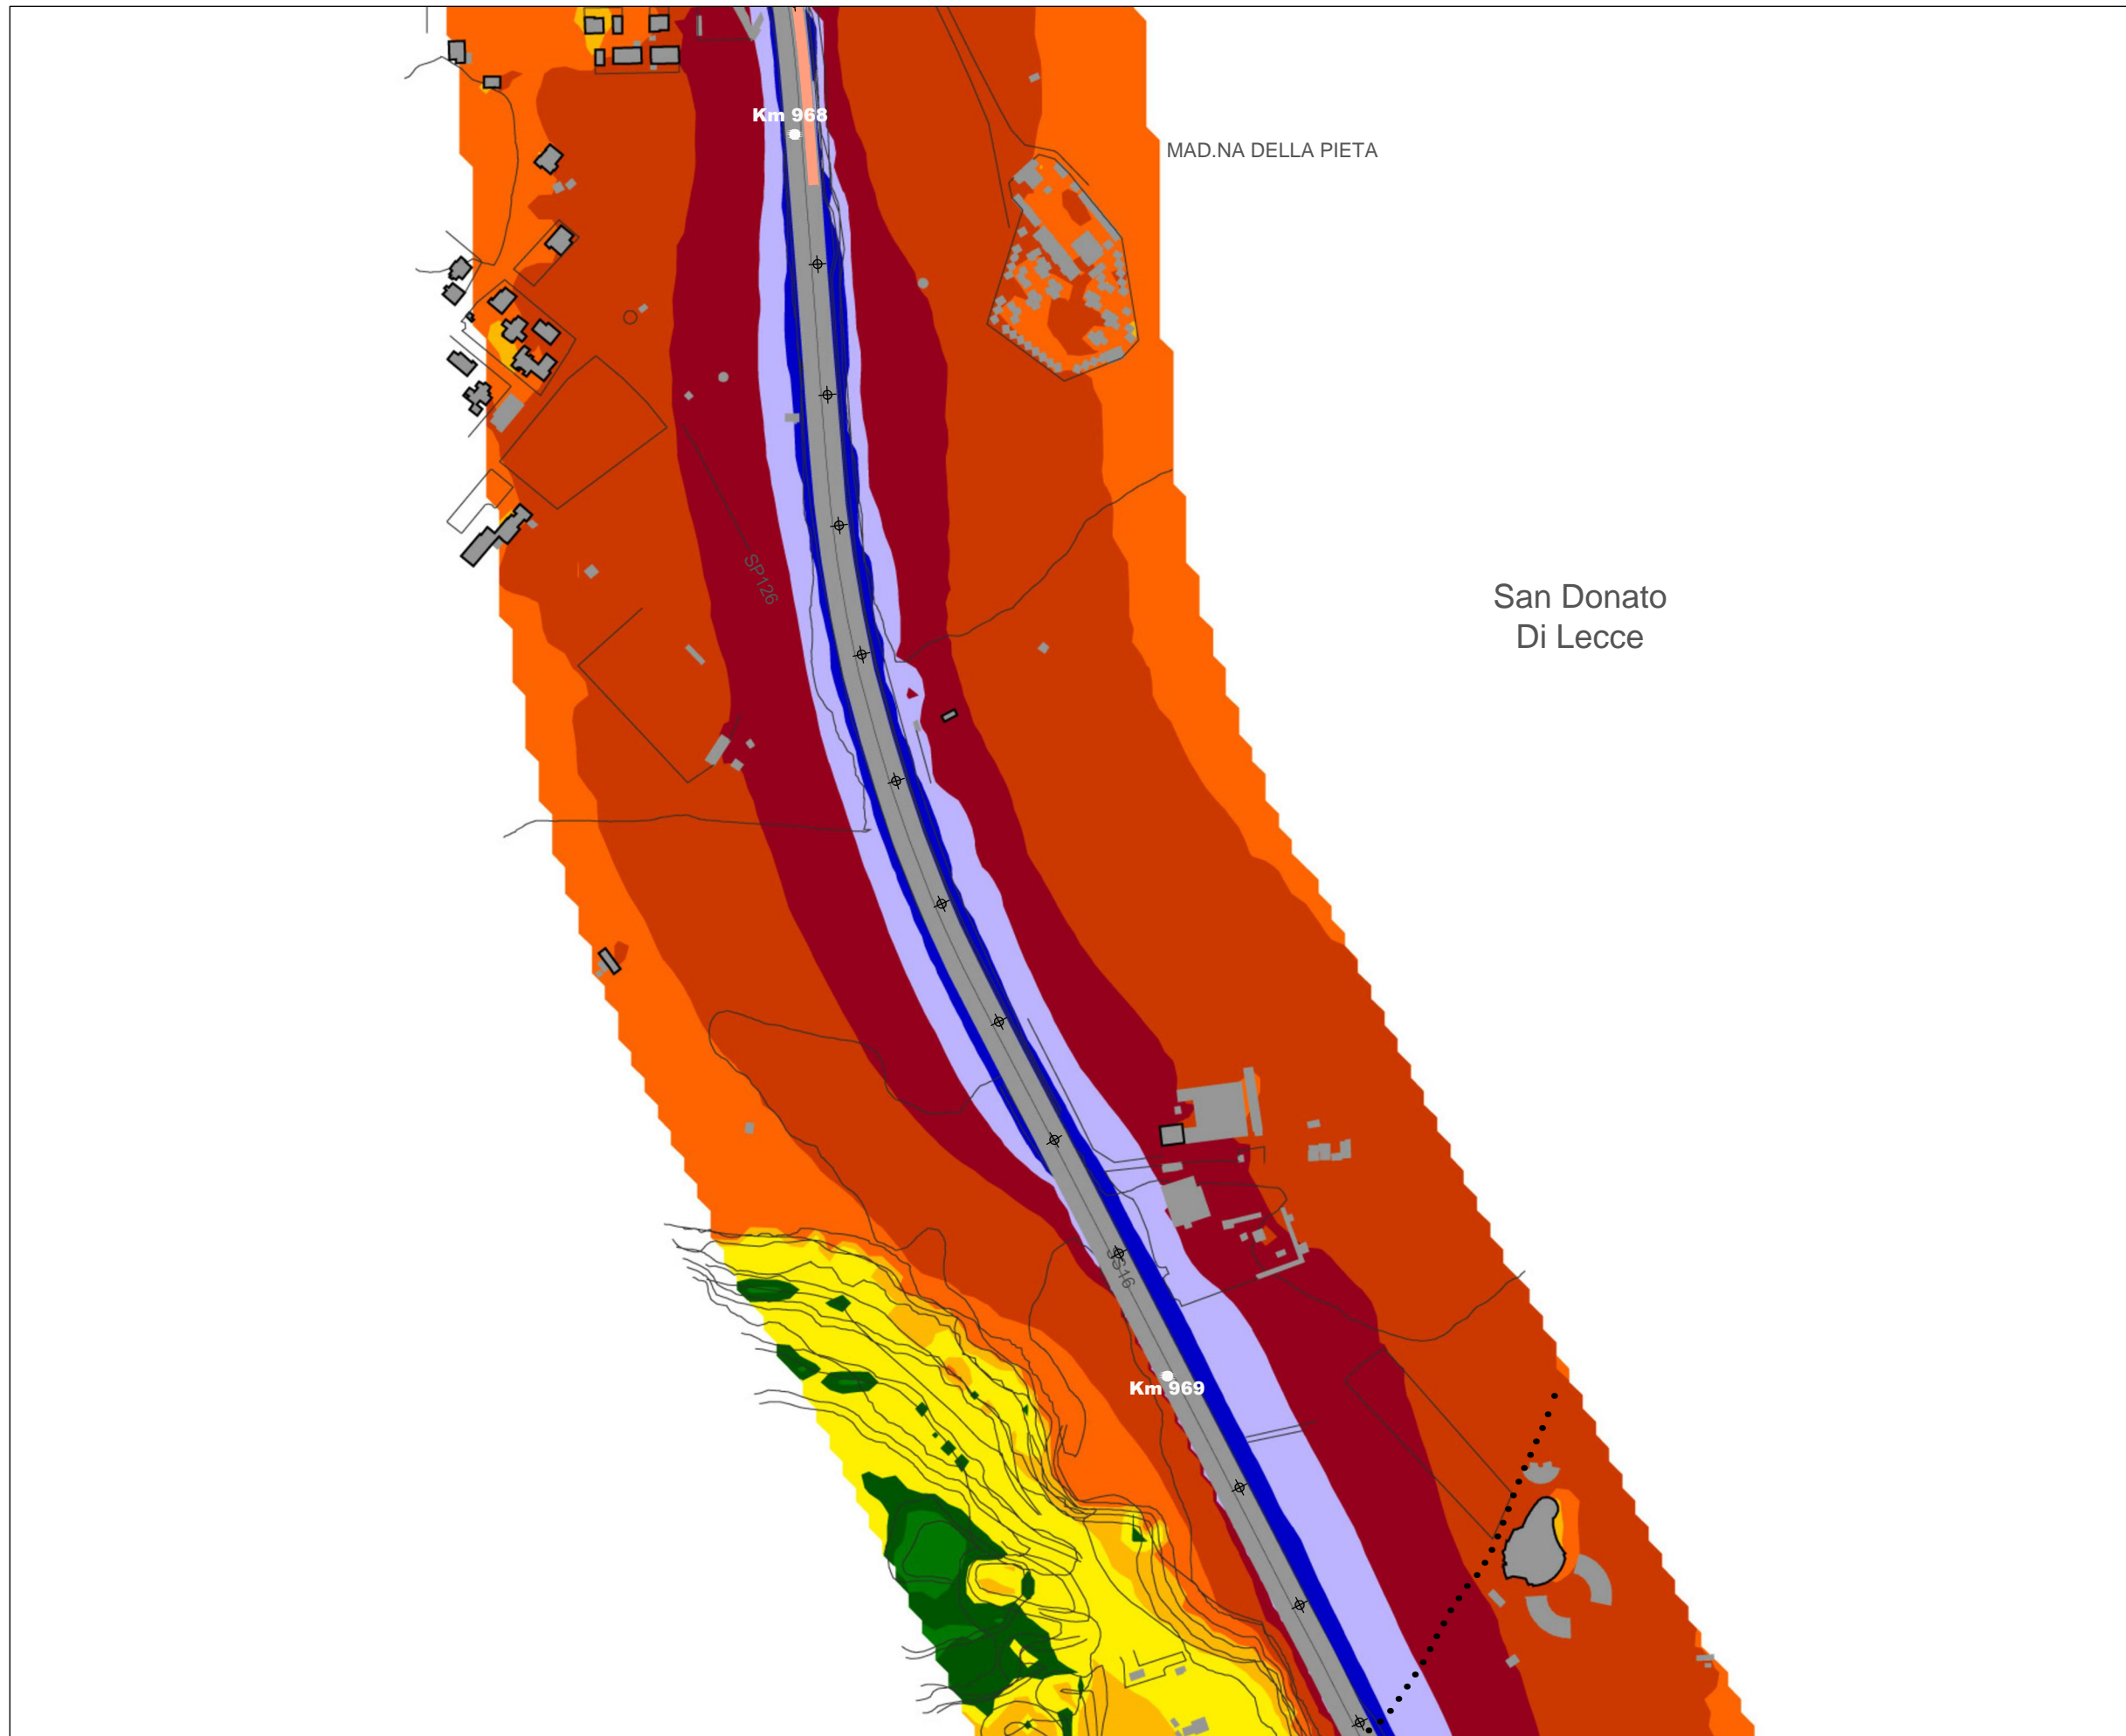 Km 968
MAD.NA DELLA PIETA
SP126
San Donato
Di Lecce
SS16
Km 969